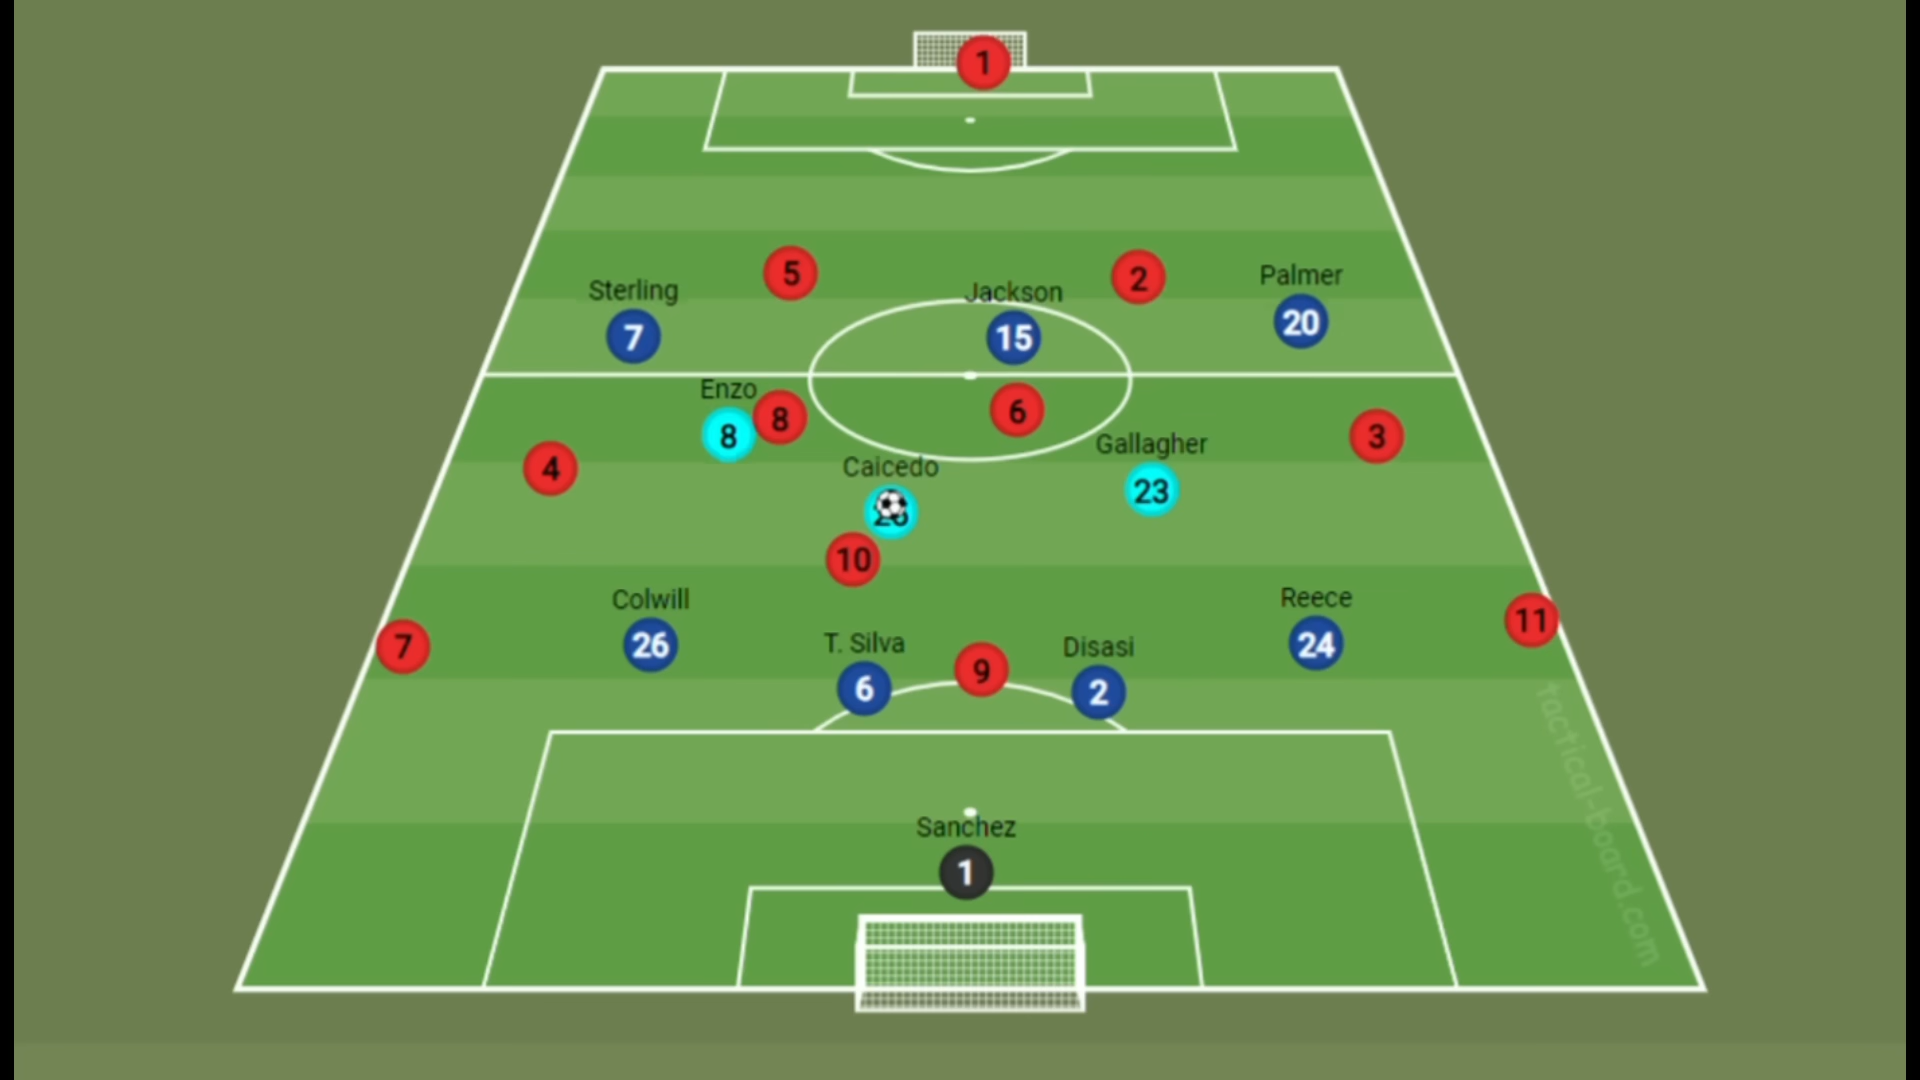 1
5
2
Sterling
Jackson
Palmer
7
15
20
Enzo
8
8
6
3
4
Gallagher
Caicedo
23
10
Colwill
Reece
7
26
T. Silva
Disasi
24
11
6
9
2
tactical-board.com
Sanchez
1